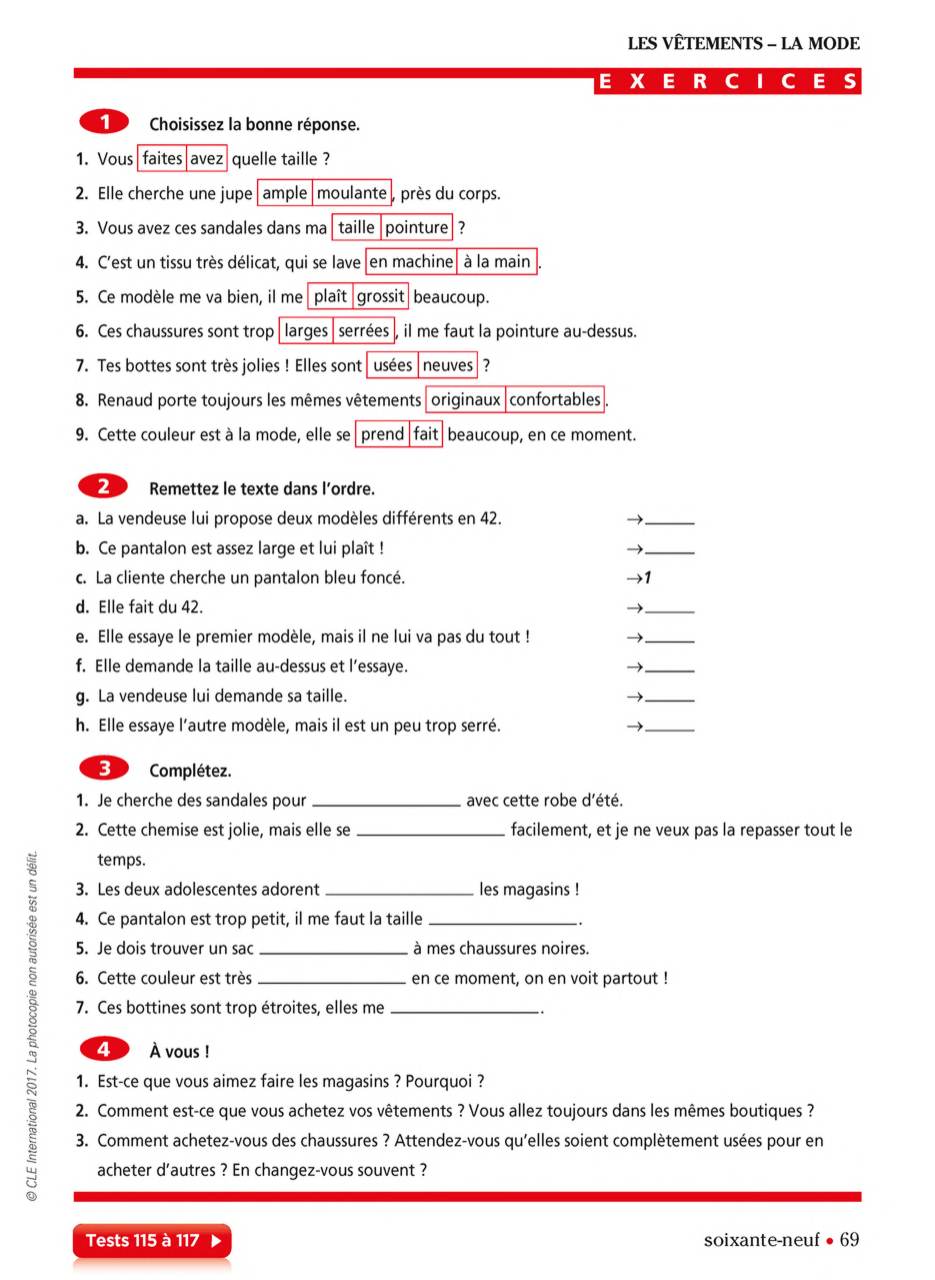 LES VÊTEMENTS – LA MODE
EXERCICES
1 Choisissez la bonne réponse.
1. Vous faites avez quelle taille ?
2. Elle cherche une jupe ample moulante, près du corps.
3. Vous avez ces sandales dans ma taille pointure ?
4. C'est un tissu très délicat, qui se lave en machine à la main.
5. Ce modèle me va bien, il me plaît grossit beaucoup.
6. Ces chaussures sont trop larges serrées, il me faut la pointure au-dessus.
7. Tes bottes sont très jolies ! Elles sont usées neuves ?
8. Renaud porte toujours les mêmes vêtements originaux confortables.
9. Cette couleur est à la mode, elle se prend fait beaucoup, en ce moment.
2 Remettez le texte dans l'ordre.
a. La vendeuse lui propose deux modèles différents en 42. → ______
b. Ce pantalon est assez large et lui plaît ! → ______
c. La cliente cherche un pantalon bleu foncé. → 1
d. Elle fait du 42. → ______
e. Elle essaye le premier modèle, mais il ne lui va pas du tout ! → ______
f. Elle demande la taille au-dessus et l'essaye. → ______
g. La vendeuse lui demande sa taille. → ______
h. Elle essaye l'autre modèle, mais il est un peu trop serré. → ______
3 Complétez.
1. Je cherche des sandales pour ______ avec cette robe d'été.
2. Cette chemise est jolie, mais elle se ______ facilement, et je ne veux pas la repasser tout le
temps.
3. Les deux adolescentes adorent ______ les magasins !
4. Ce pantalon est trop petit, il me faut la taille ______.
5. Je dois trouver un sac ______ à mes chaussures noires.
6. Cette couleur est très ______ en ce moment, on en voit partout !
7. Ces bottines sont trop étroites, elles me ______.
4 À vous !
1. Est-ce que vous aimez faire les magasins ? Pourquoi ?
2. Comment est-ce que vous achetez vos vêtements ? Vous allez toujours dans les mêmes boutiques ?
3. Comment achetez-vous des chaussures ? Attendez-vous qu'elles soient complètement usées pour en
acheter d'autres ? En changez-vous souvent ?
© CLE International 2017. La photocopie non autorisée est un délit.
Tests 115 à 117
soixante-neuf • 69